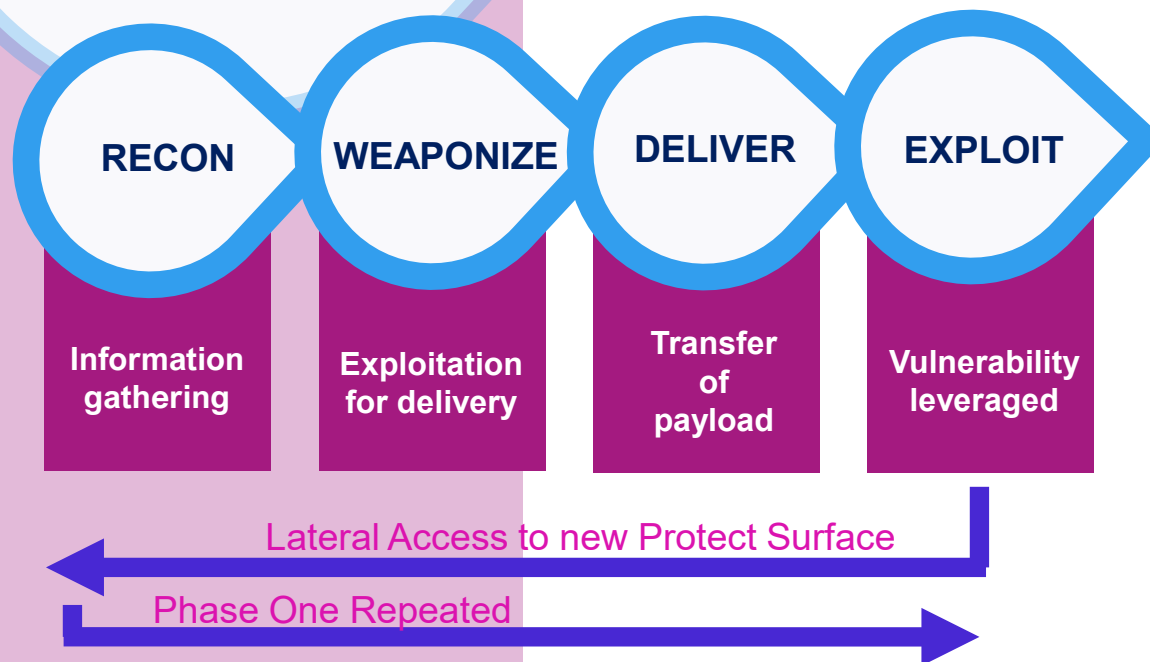 RECON
WEAPONIZE
DELIVER
EXPLOIT
Information
gathering
Exploitation
for delivery
Transfer
of
payload
Vulnerability
leveraged
Lateral Access to new Protect Surface
Phase One Repeated